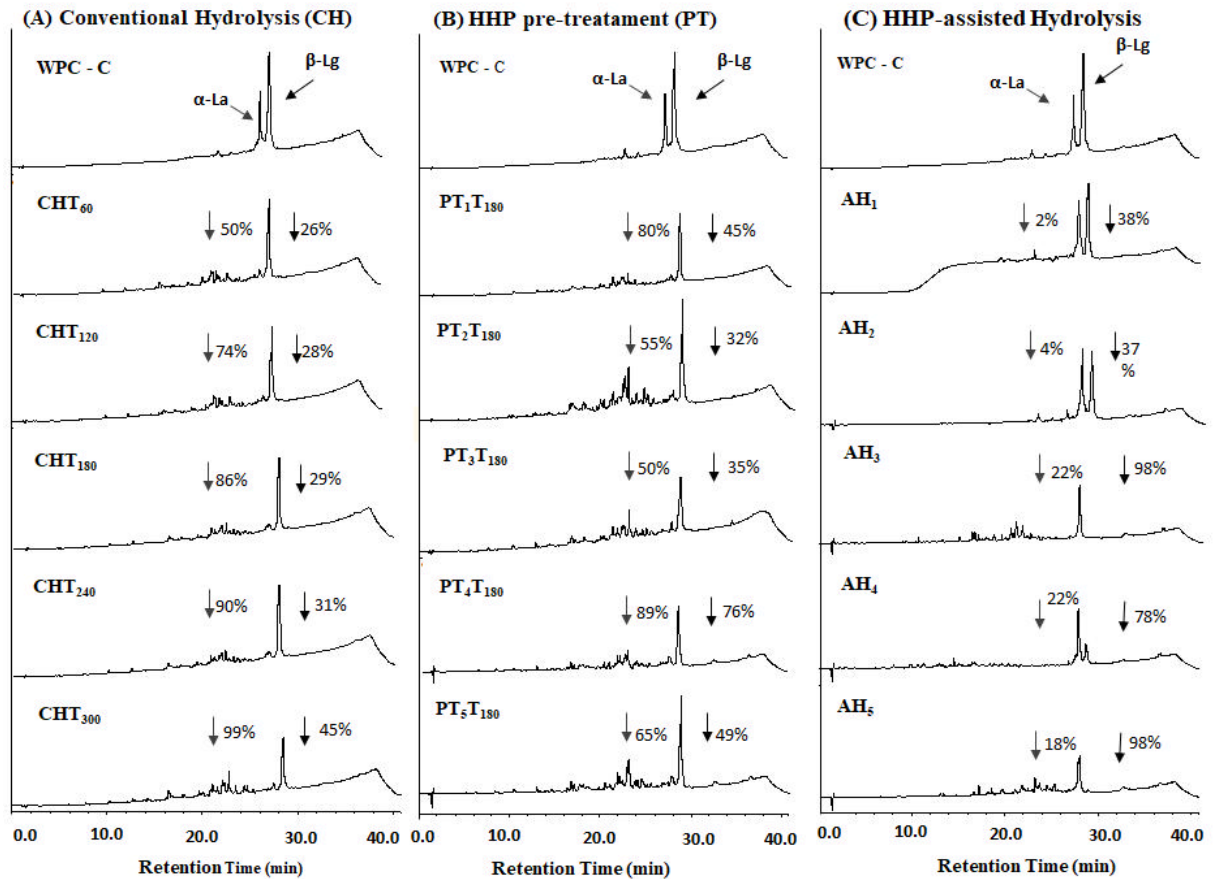 (A) Conventional Hydrolysis (CH)
WPC - C
α-La
β-Lg
CHT60
50%
26%
CHT120
74%
28%
CHT180
86%
29%
CHT240
90%
31%
CHT300
99%
45%
0.0 10.0 20.0 30.0 40.0
Retention Time (min)
(B) HHP pre-treatament (PT)
WPC - C
α-La
β-Lg
PT1T180
80%
45%
PT2T180
55%
32%
PT3T180
50%
35%
PT4T180
89%
76%
PT5T180
65%
49%
0.0 10.0 20.0 30.0 40.0
Retention Time (min)
(C) HHP-assisted Hydrolysis
WPC - C
α-La
β-Lg
AH1
2%
38%
AH2
4%
37
%
AH3
22%
98%
AH4
22%
78%
AH5
18%
98%
0.0 10.0 20.0 30.0 40.0
Retention Time (min)